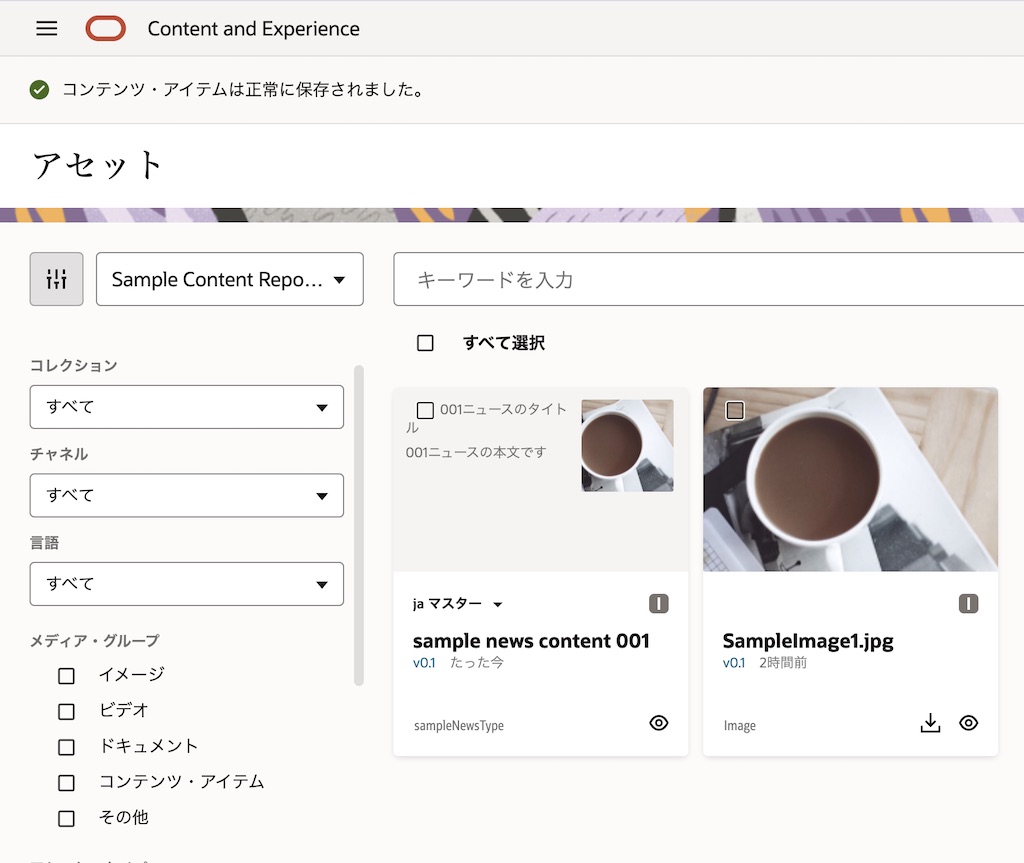 Content and Experience
コンテンツ・アイテムは正常に保存されました。
アセット
Sample Content Repo...
キーワードを入力
すべて選択
コレクション
すべて
チャネル
すべて
言語
すべて
メディア・グループ
イメージ
ビデオ
ドキュメント
コンテンツ・アイテム
その他
001ニュースのタイト
ル
001ニュースの本文です
ja マスター
I
sample news content 001
v0.1 たった今
sampleNewsType
I
SampleImage1.jpg
v0.1 2時間前
Image